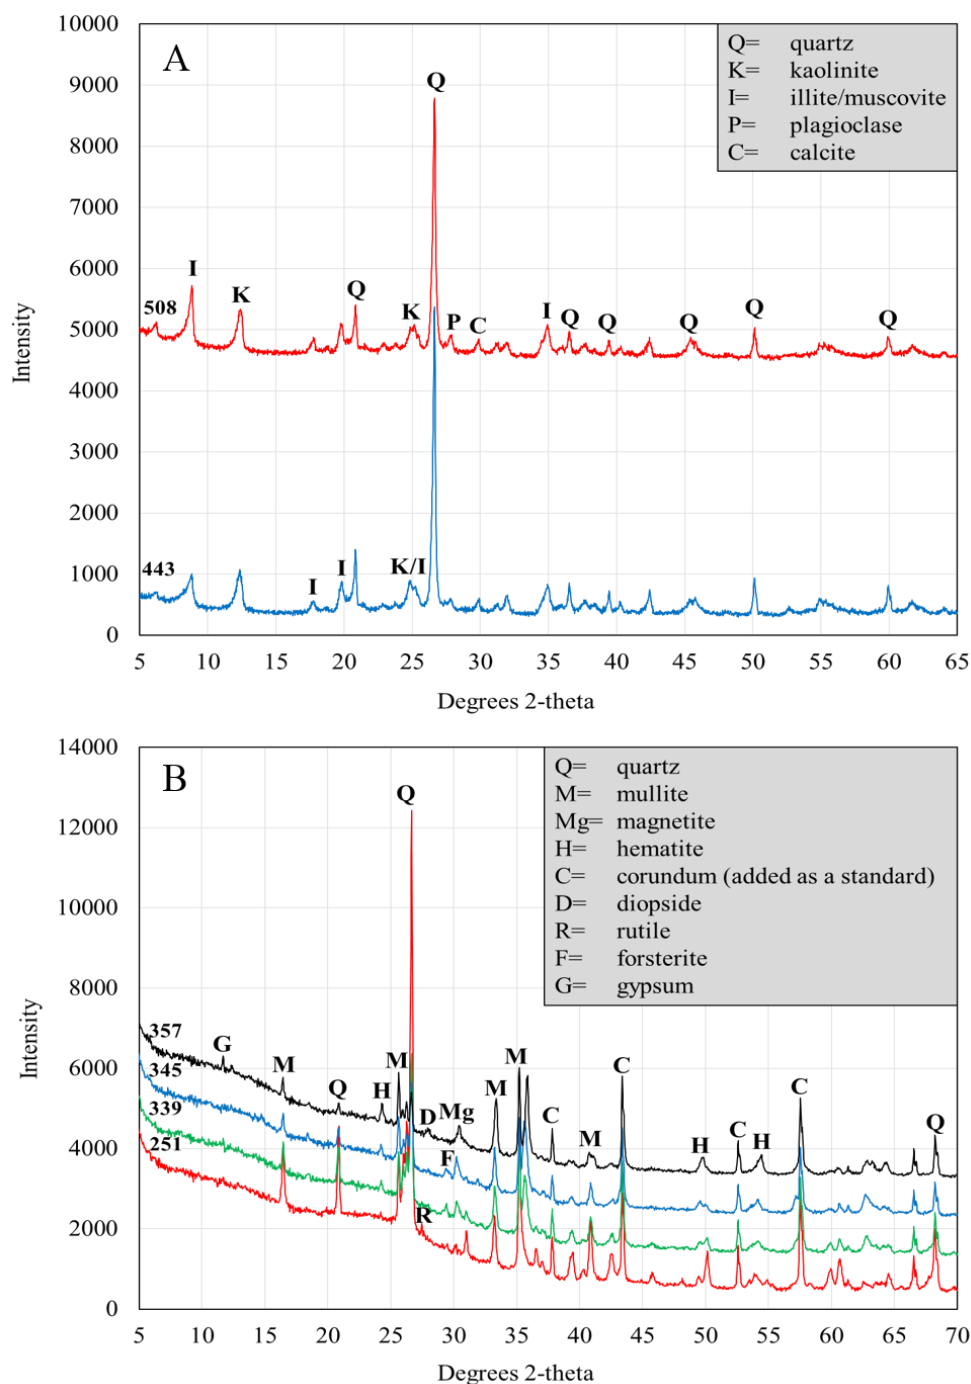 10000
A
Q= quartz
K= kaolinite
I= illite/muscovite
P= plagioclase
C= calcite
9000
Q
8000
7000
6000
I
508
K
Q
K
P
C
I
Q
Q
Q
Q
Q
5000
4000
3000
2000
1000
443
I
I
K/I
0
Intensity
5 10 15 20 25 30 35 40 45 50 55 60 65
Degrees 2-theta
14000
B
Q= quartz
M= mullite
Mg= magnetite
H= hematite
C= corundum (added as a standard)
D= diopside
R= rutile
F= forsterite
G= gypsum
Q
12000
10000
8000
6000
357
G
M
Q
H
M
D
Mg
F
M
M
C
M
C
H
C
H
C
Q
345
339
251
R
4000
2000
0
Intensity
5 10 15 20 25 30 35 40 45 50 55 60 65 70
Degrees 2-theta